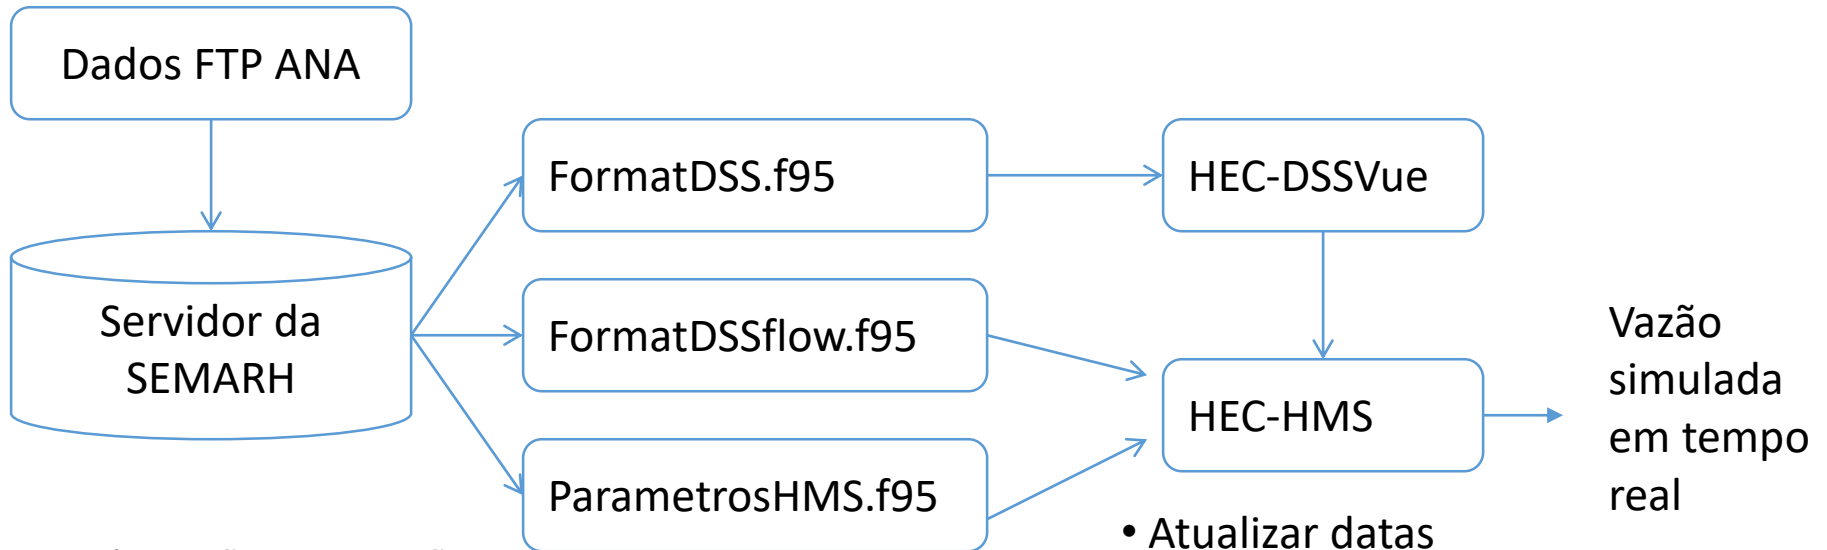 Dados FTP ANA
FormatDSS.f95
HEC-DSSVue
Servidor da
SEMARH
FormatDSSflow.f95
HEC-HMS
Vazão
simulada
em tempo
real
ParametrosHMS.f95
• Atualizar datas